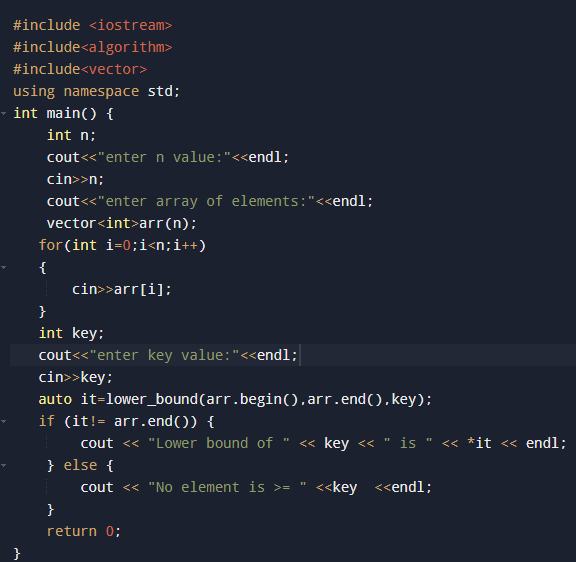 #include <iostream>
#include<algorithm>
#include<vector>
using namespace std;
int main() {
    int n;
    cout<<"enter n value:"<<endl;
    cin>>n;
    cout<<"enter array of elements:"<<endl;
    vector<int>arr(n);
   for(int i=0;i<n;i++)
   {
       cin>>arr[i];
   }
   int key;
   cout<<"enter key value:"<<endl;
   cin>>key;
   auto it=lower_bound(arr.begin(),arr.end(),key);
   if (it!= arr.end()) {
        cout << "Lower bound of " << key << " is " << *it << endl;
    } else {
        cout << "No element is >= " <<key  <<endl;
    }
    return 0;
}